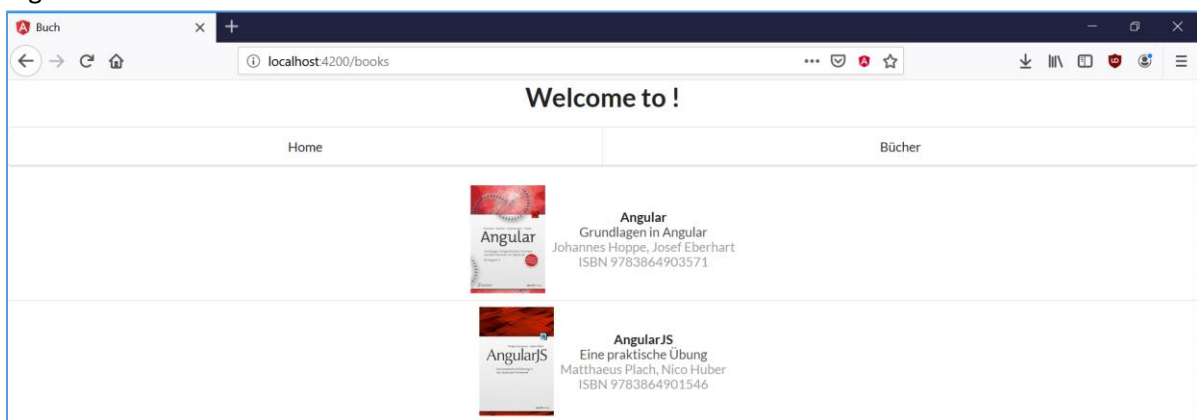 Buch
localhost:4200/books
Welcome to !
Home
Bücher
Angular
Angular
Grundlagen in Angular
Johannes Hoppe, Josef Eberhart
ISBN 9783864903571
AngularJS
AngularJS
Eine praktische Übung
Matthaeus Plach, Nico Huber
ISBN 9783864901546